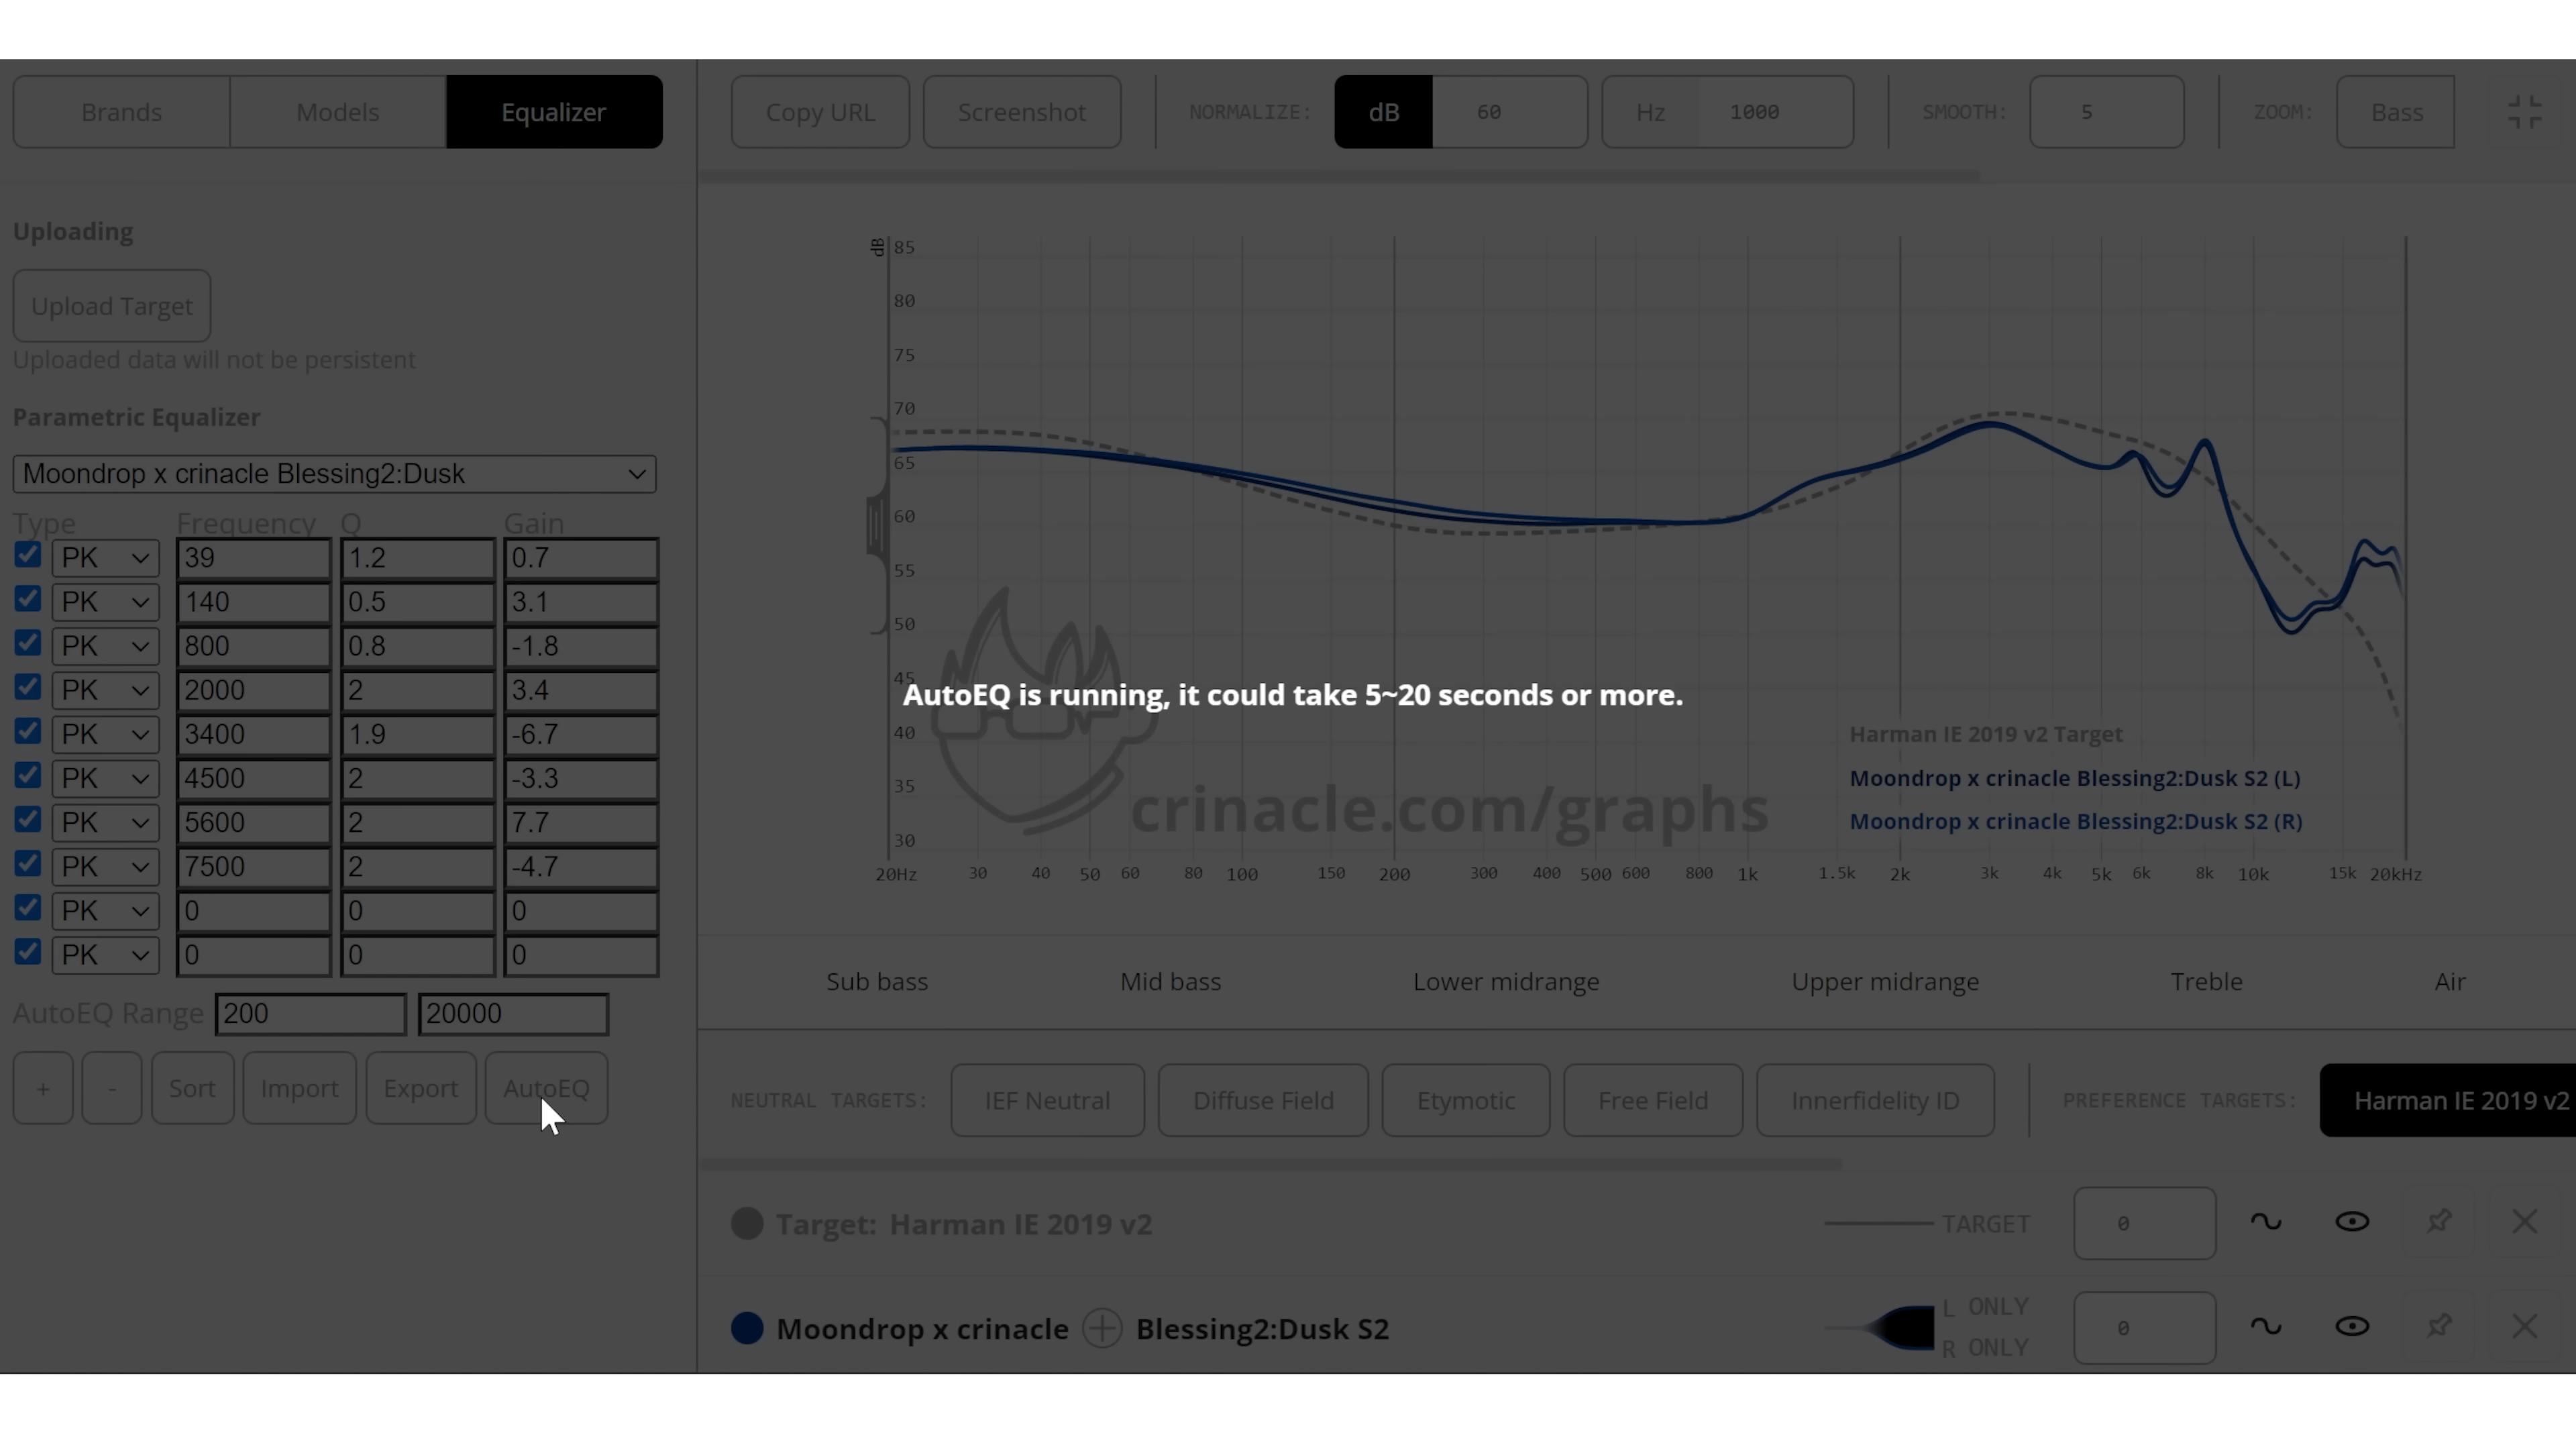 Brands Models Equalizer
Copy URL Screenshot NORMALIZE: dB 60 Hz 1000 SMOOTH: 5 ZOOM: Bass
Uploading
Upload Target
Uploaded data will not be persistent
Parametric Equalizer
Moondrop x crinacle Blessing2:Dusk
Type Frequency Q Gain
PK 39 1.2 0.7
PK 140 0.5 3.1
PK 800 0.8 -1.8
PK 2000 2 3.4
PK 3400 1.9 -6.7
PK 4500 2 -3.3
PK 5600 2 7.7
PK 7500 2 -4.7
PK 0 0 0
PK 0 0 0
AutoEQ Range 200 20000
+ - Sort Import Export AutoEQ
dB
85
80
75
70
65
60
55
50
45
40
35
30
AutoEQ is running, it could take 5~20 seconds or more.
Harman IE 2019 v2 Target
Moondrop x crinacle Blessing2:Dusk S2 (L)
Moondrop x crinacle Blessing2:Dusk S2 (R)
crinacle.com/graphs
20Hz 30 40 50 60 80 100 150 200 300 400 500 600 800 1k 1.5k 2k 3k 4k 5k 6k 8k 10k 15k 20kHz
Sub bass Mid bass Lower midrange Upper midrange Treble Air
NEUTRAL TARGETS: IEF Neutral Diffuse Field Etymotic Free Field Innerfidelity ID PREFERENCE TARGETS: Harman IE 2019 v2
Target: Harman IE 2019 v2 TARGET 0
Moondrop x crinacle Blessing2:Dusk S2 L ONLY R ONLY 0